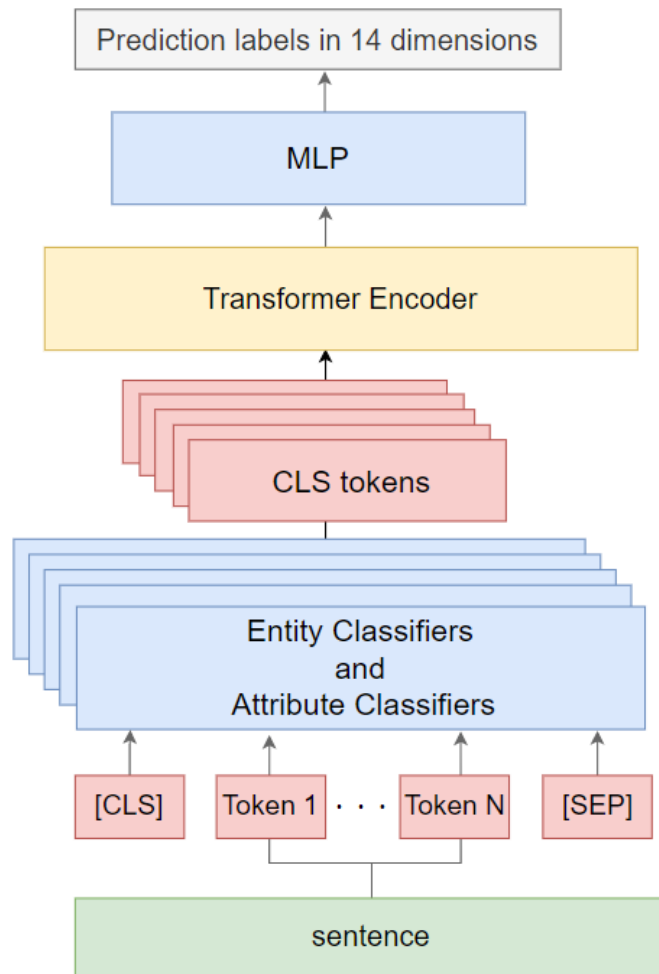 Prediction labels in 14 dimensions
MLP
Transformer Encoder
CLS tokens
Entity Classifiers
and
Attribute Classifiers
[CLS] Token 1 · · · Token N [SEP]
sentence